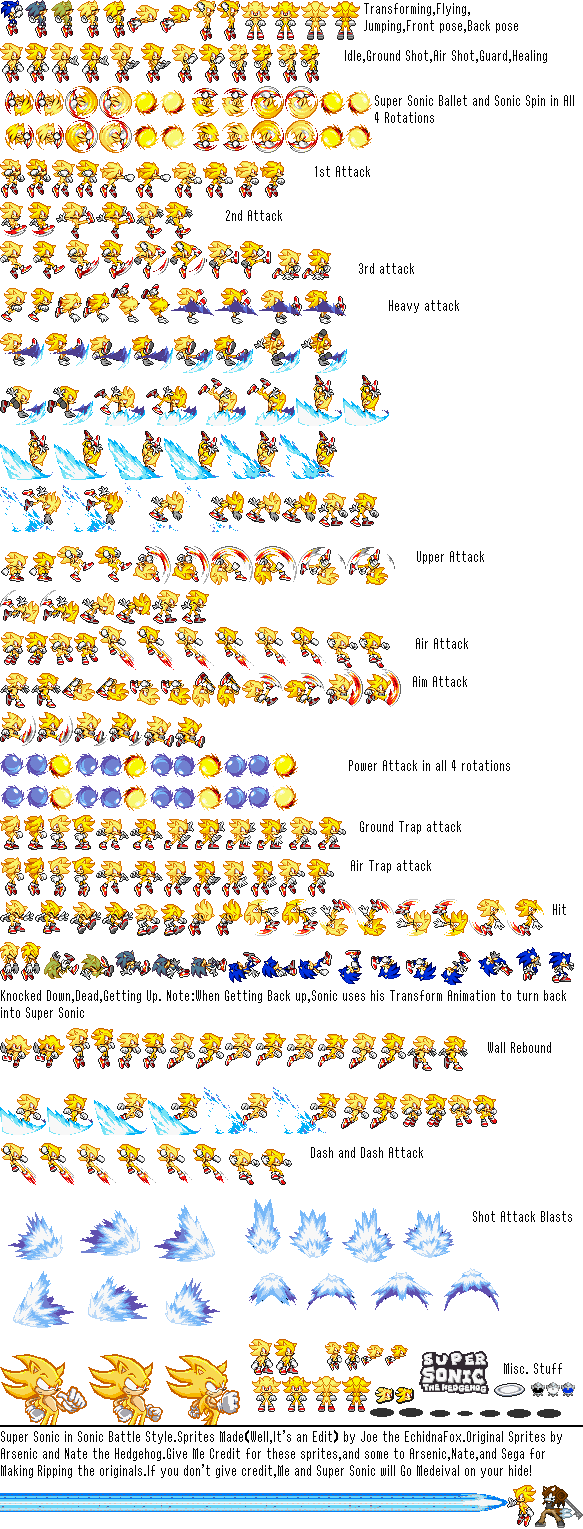 Transforming,Flying,
Jumping,Front pose,Back pose
Idle,Ground Shot,Air Shot,Guard,Healing
Super Sonic Ballet and Sonic Spin in All
4 Rotations
1st Attack
2nd Attack
3rd attack
Heavy attack
Upper Attack
Air Attack
Aim Attack
Power Attack in all 4 rotations
Ground Trap attack
Air Trap attack
Hit
Knocked Down,Dead,Getting Up. Note:When Getting Back up,Sonic uses his Transform Animation to turn back
into Super Sonic
Wall Rebound
Dash and Dash Attack
Shot Attack Blasts
SUPER
SONIC
THE HEDGEHOG
Misc. Stuff
Super Sonic in Sonic Battle Style.Sprites Made(Well,It's an Edit) by Joe the EchidnaFox.Original Sprites by
Arsenic and Nate the Hedgehog.Give Me Credit for these sprites,and some to Arsenic,Nate,and Sega for
Making Ripping the originals.If you don't give credit,Me and Super Sonic will Go Medeival on your hide!